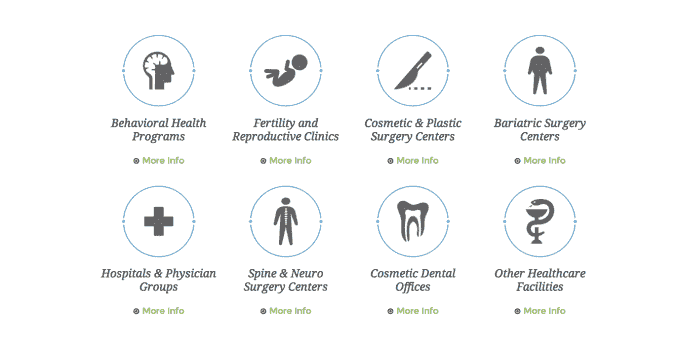 Behavioral Health
Programs
More Info
Fertility and
Reproductive Clinics
More Info
Cosmetic & Plastic
Surgery Centers
More Info
Bariatric Surgery
Centers
More Info
Hospitals & Physician
Groups
More Info
Spine & Neuro
Surgery Centers
More Info
Cosmetic Dental
Offices
More Info
Other Healthcare
Facilities
More Info